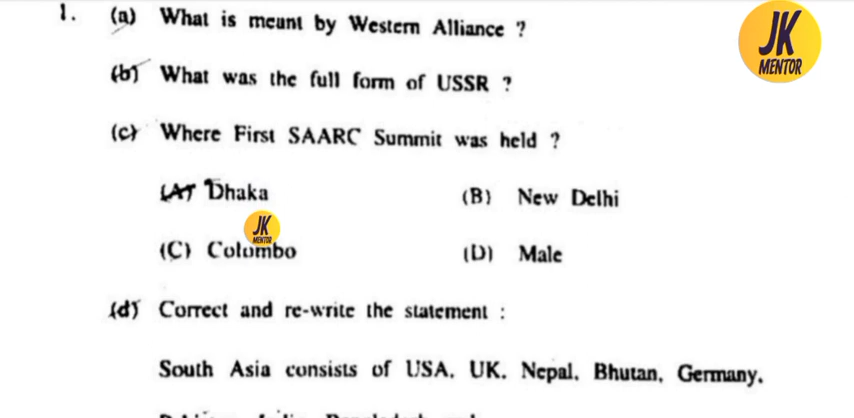 1. (a) What is meant by Western Alliance ?
JK
MENTOR
(b) What was the full form of USSR ?
(c) Where First SAARC Summit was held ?
(A) Dhaka (B) New Delhi
JK
MENTOR
(C) Colombo (D) Male
(d) Correct and re-write the statement :
South Asia consists of USA, UK, Nepal, Bhutan, Germany,